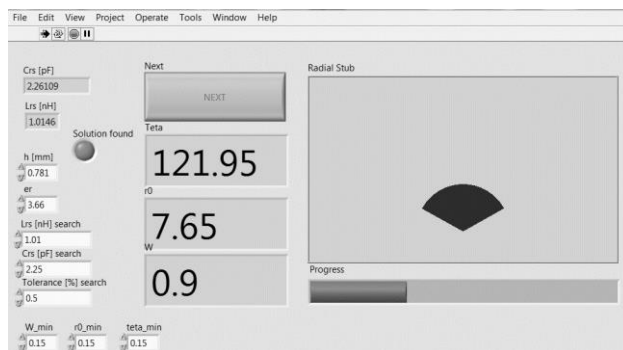 File Edit View Project Operate Tools Window Help
Crs [pF]
2.26109
Lrs [nH]
1.0146
Solution found
h [mm]
0.781
er
3.66
Lrs [nH] search
1.01
Crs [pF] search
2.25
Tolerance [%] search
0.5
W_min r0_min teta_min
0.15 0.15 0.15
Next
NEXT
Teta
121.95
r0
7.65
W
0.9
Radial Stub
Progress